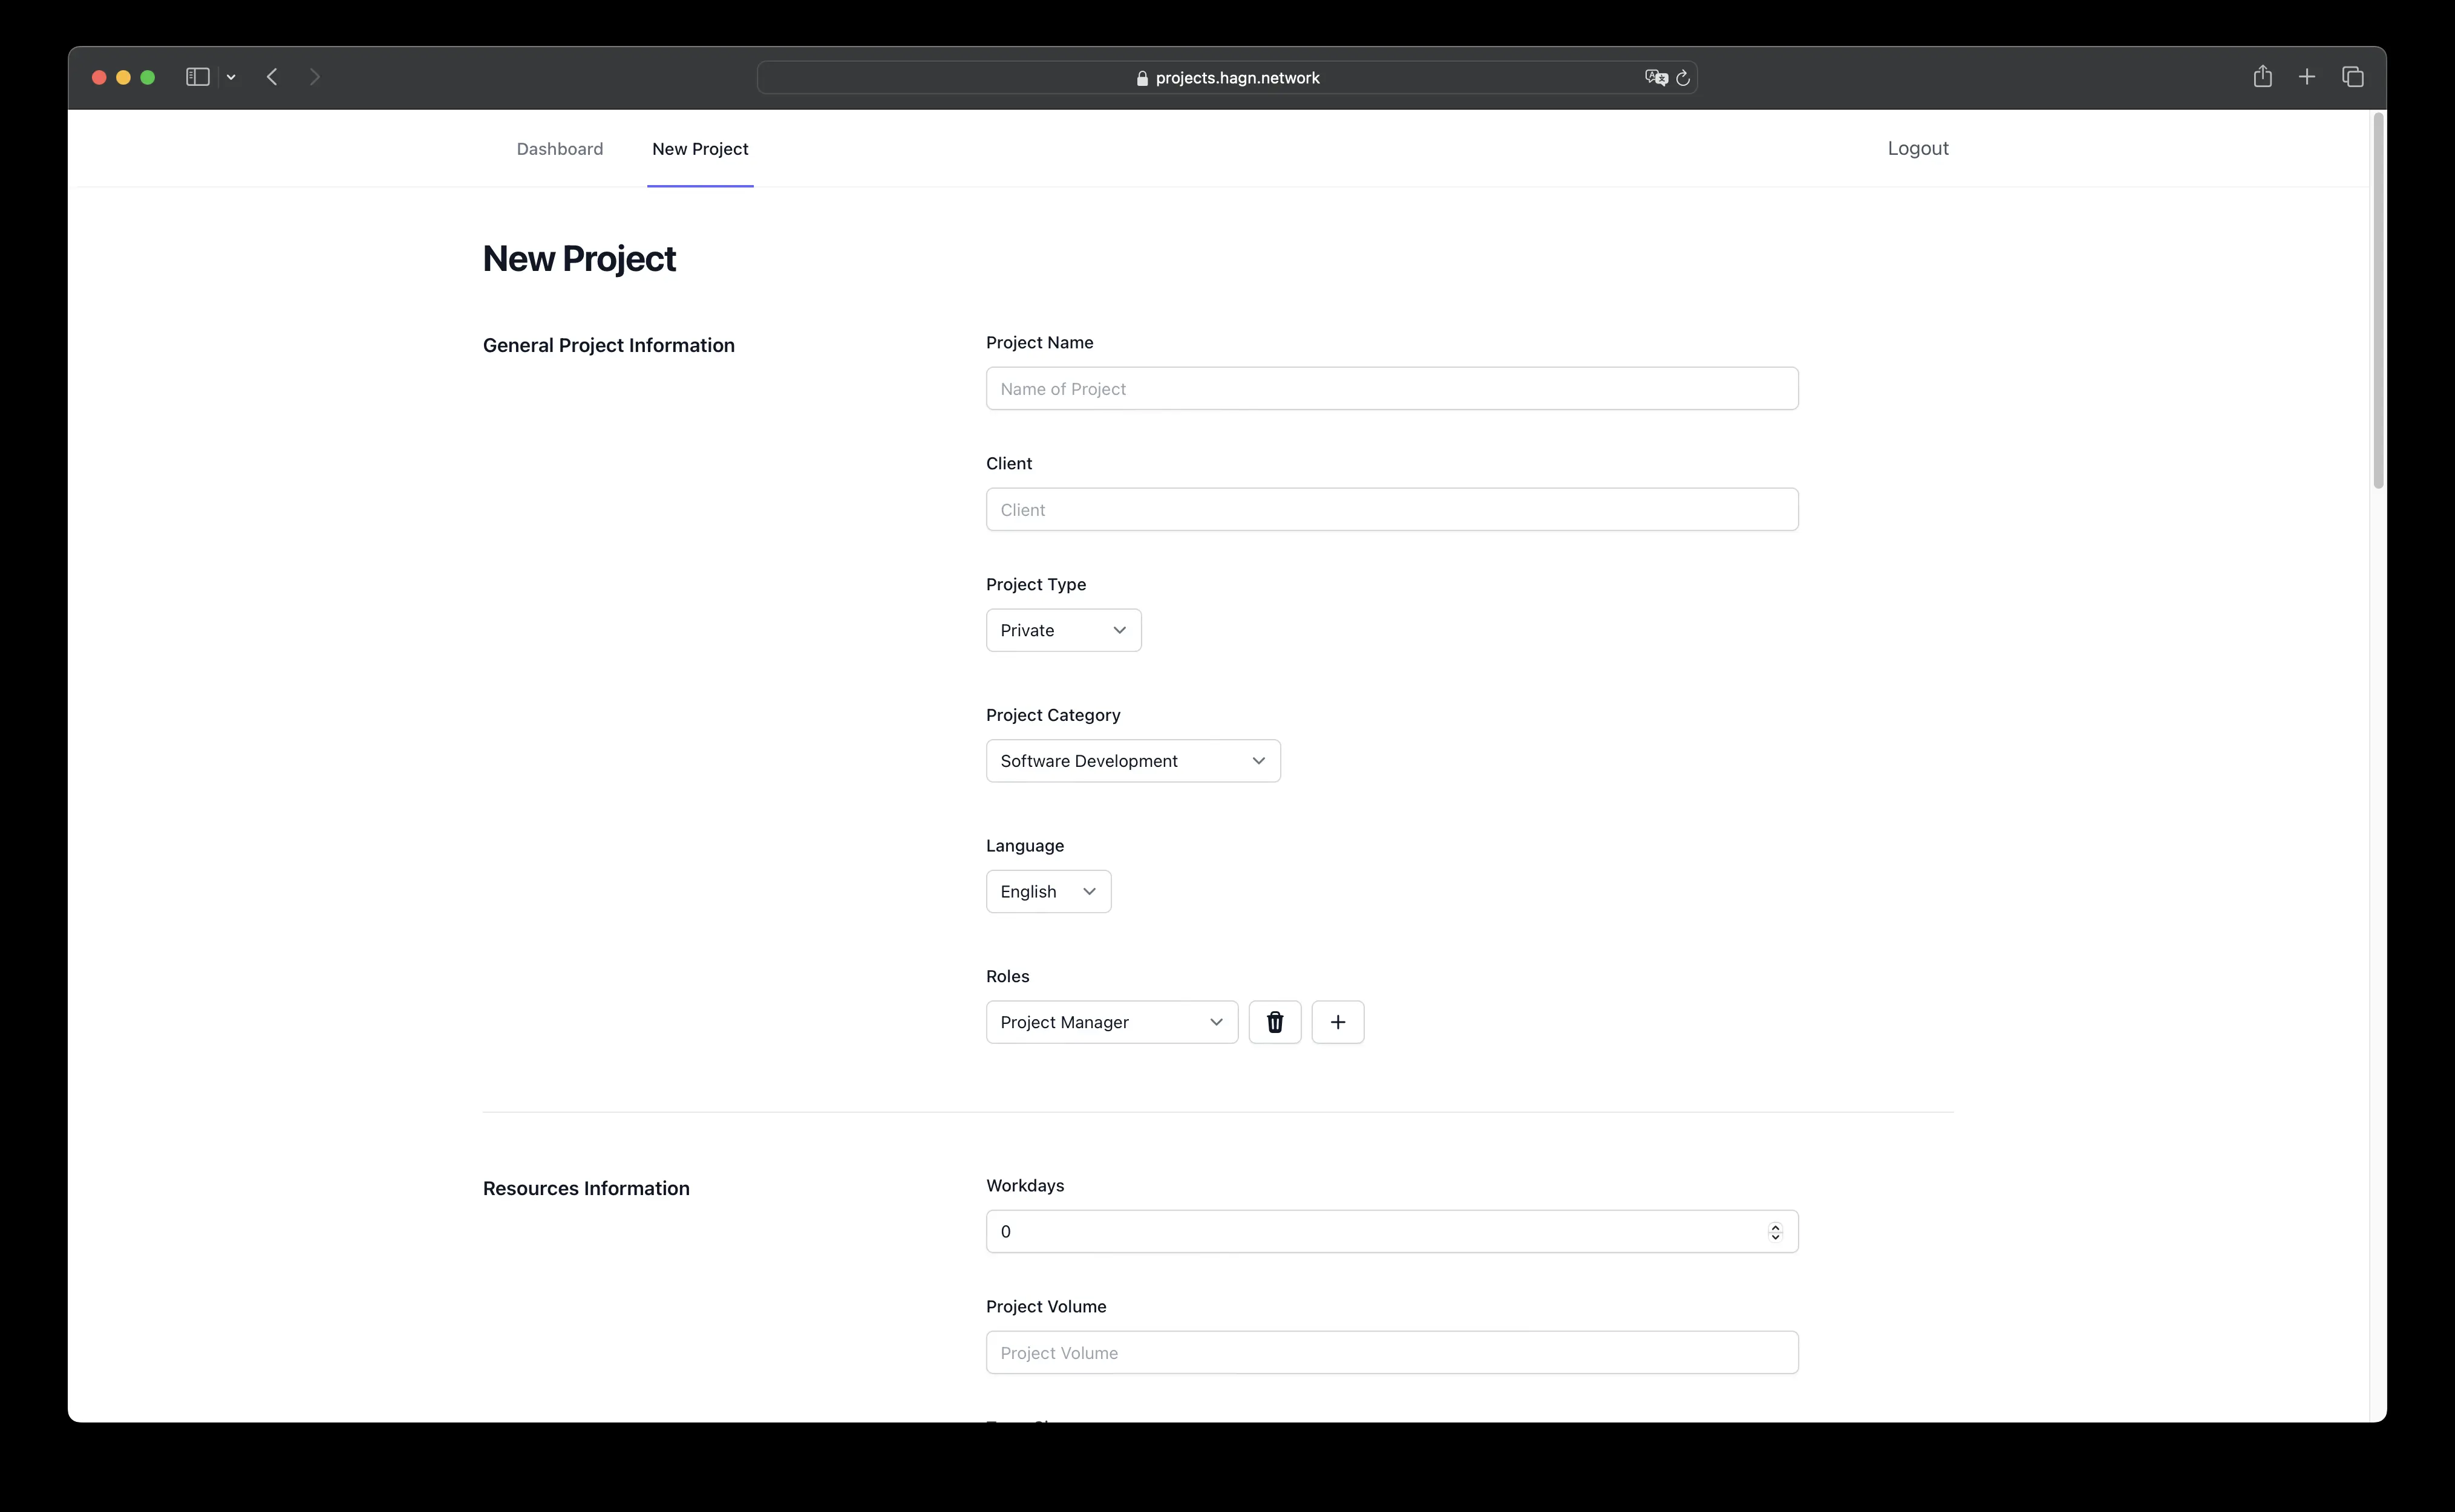 projects.hagn.network
Dashboard
New Project
Logout
New Project
General Project Information
Project Name
Name of Project
Client
Client
Project Type
Private
Project Category
Software Development
Language
English
Roles
Project Manager
Resources Information
Workdays
0
Project Volume
Project Volume